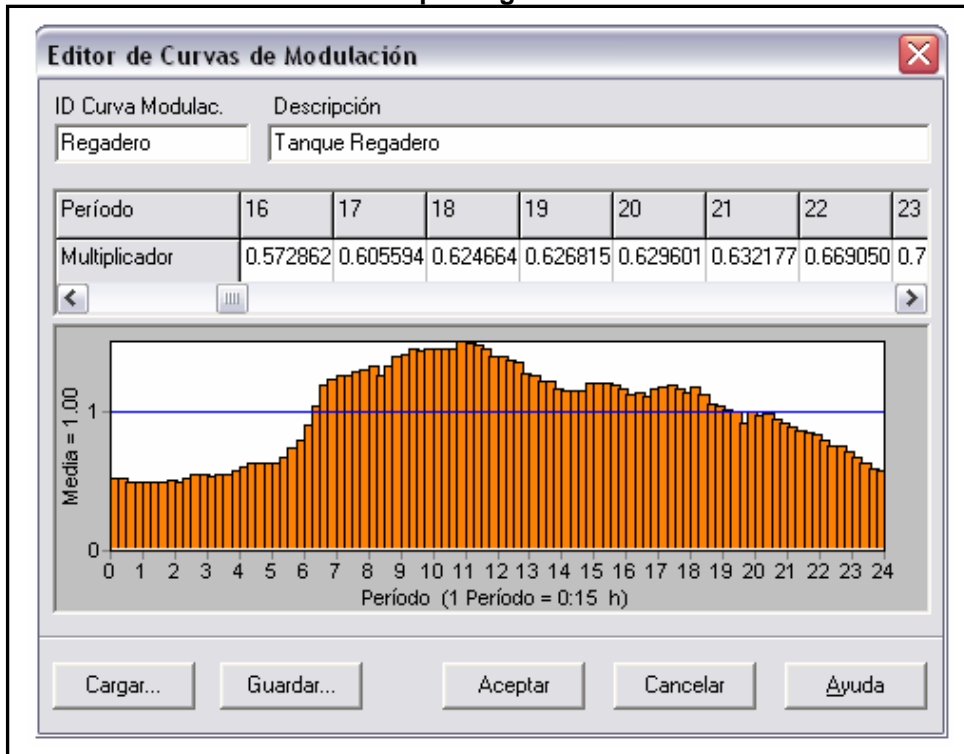 Editor de Curvas de Modulación
ID Curva Modulac. Descripción
Regadero Tanque Regadero
Período 16 17 18 19 20 21 22 23
Multiplicador 0.572862 0.605594 0.624664 0.626815 0.629601 0.632177 0.669050 0.7
Media = 1.00
1
0
0 1 2 3 4 5 6 7 8 9 10 11 12 13 14 15 16 17 18 19 20 21 22 23 24
Período (1 Período = 0:15 h)
Cargar... Guardar... Aceptar Cancelar Ayuda